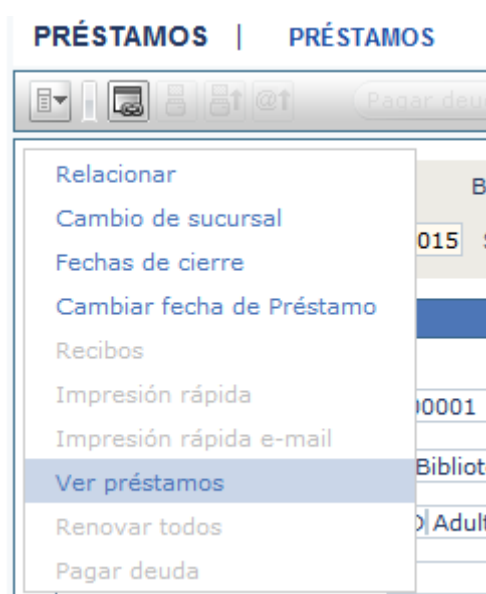 PRÉSTAMOS | PRÉSTAMOS
Pagar deu
Relacionar
Cambio de sucursal
015
Fechas de cierre
Cambiar fecha de Préstamo
Recibos
Impresión rápida
00001
Impresión rápida e-mail
Bibliot
Ver préstamos
Renovar todos
Adult
Pagar deuda